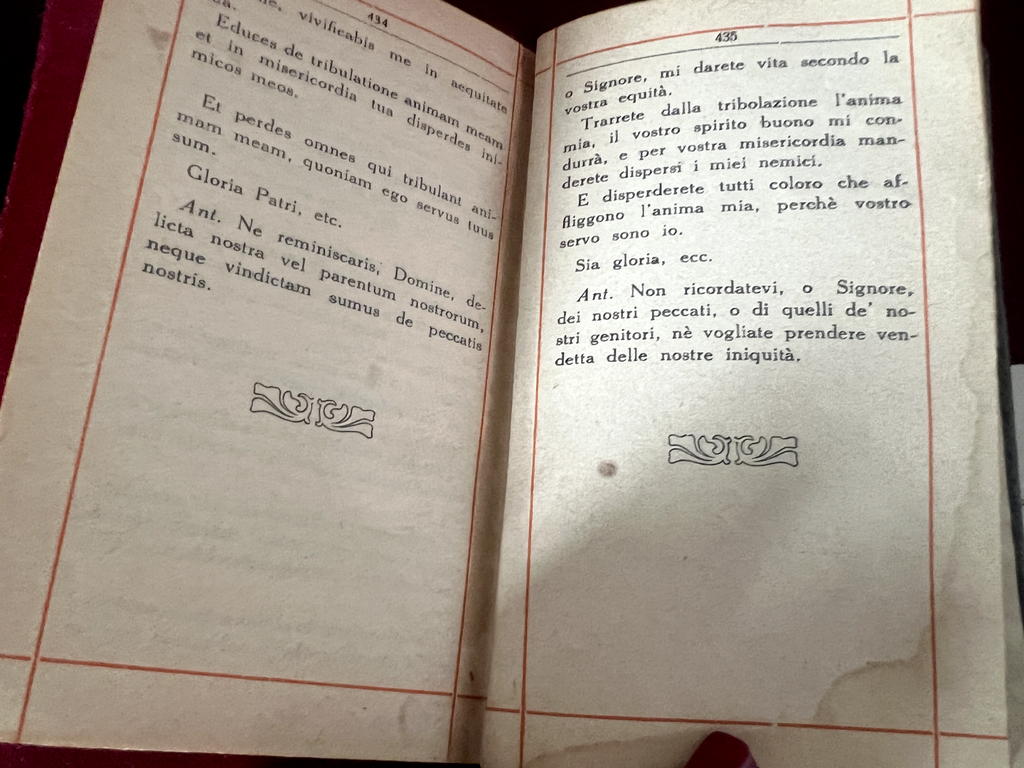 434
vivificabis me in aequitate
Educes de tribulatione animam meam
et in misericordia tua disperdes ini-
micos meos.
Et perdes omnes qui tribulant ani-
mam meam, quoniam ego servus tuus
sum.
Gloria Patri, etc.
Ant. Ne reminiscaris, Domine, de-
licta nostra vel parentum nostrorum,
neque vindictam sumus de peccatis
nostris.
435
o Signore, mi darete vita secondo la
vostra equità.
Trarrete dalla tribolazione l'anima
mia, il vostro spirito buono mi con-
durrà, e per vostra misericordia man-
derete dispersi i miei nemici.
E disperderete tutti coloro che af-
fliggono l'anima mia, perchè vostro
servo sono io.
Sia gloria, ecc.
Ant. Non ricordatevi, o Signore,
dei nostri peccati, o di quelli de' no-
stri genitori, nè vogliate prendere ven-
detta delle nostre iniquità.